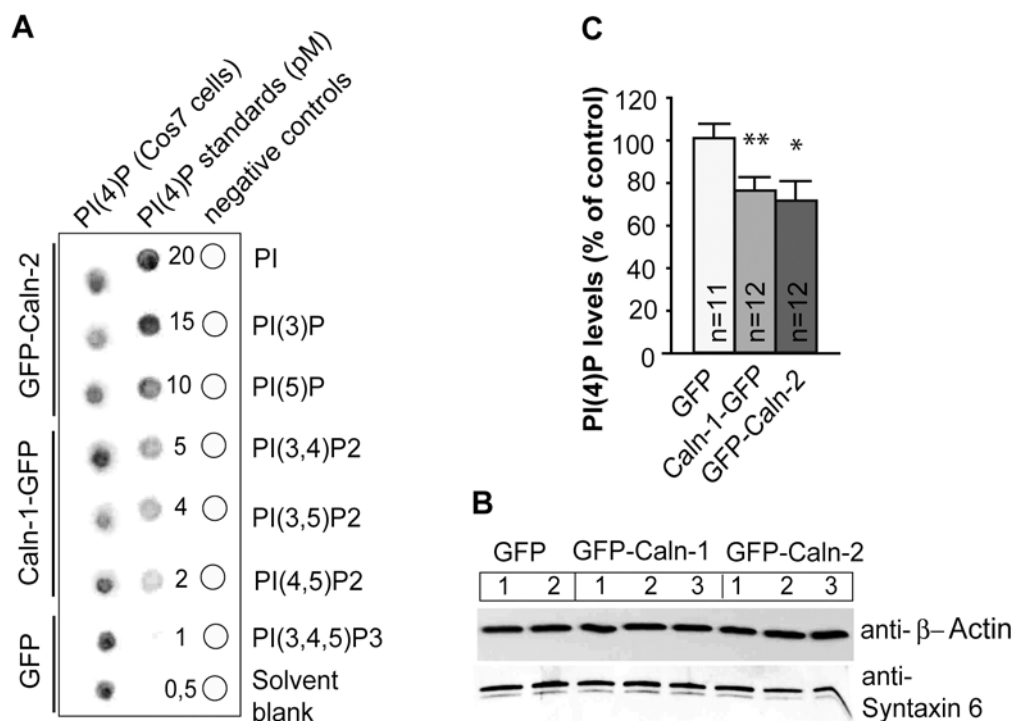 A
PI(4)P (Cos7 cells)
PI(4)P standards (pM)
negative controls
GFP-Caln-2
Caln-1-GFP
GFP
20 PI
15 PI(3)P
10 PI(5)P
5 PI(3,4)P2
4 PI(3,5)P2
2 PI(4,5)P2
1 PI(3,4,5)P3
0,5 Solvent
blank
C
PI(4)P levels (% of control)
120
100
80
60
40
20
0
** *
n=11 n=12 n=12
GFP
Caln-1-GFP
GFP-Caln-2
B
GFP GFP-Caln-1 GFP-Caln-2
1 2 1 2 3 1 2 3
anti-β-Actin
anti-
Syntaxin 6